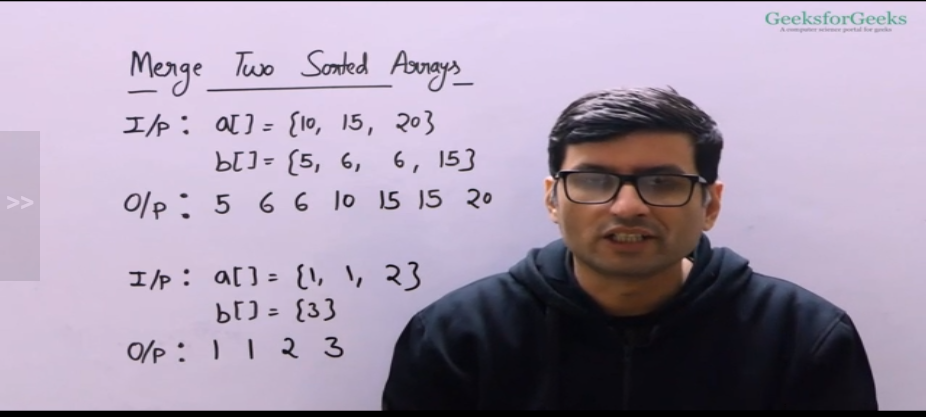 GeeksforGeeks
A computer science portal for geeks
Merge Two Sorted Arrays
I/P : a[] = {10, 15, 20}
b[] = {5, 6, 6, 15}
O/P : 5 6 6 10 15 15 20
I/P : a[] = {1, 1, 2}
b[] = {3}
O/P : 1 1 2 3
>>